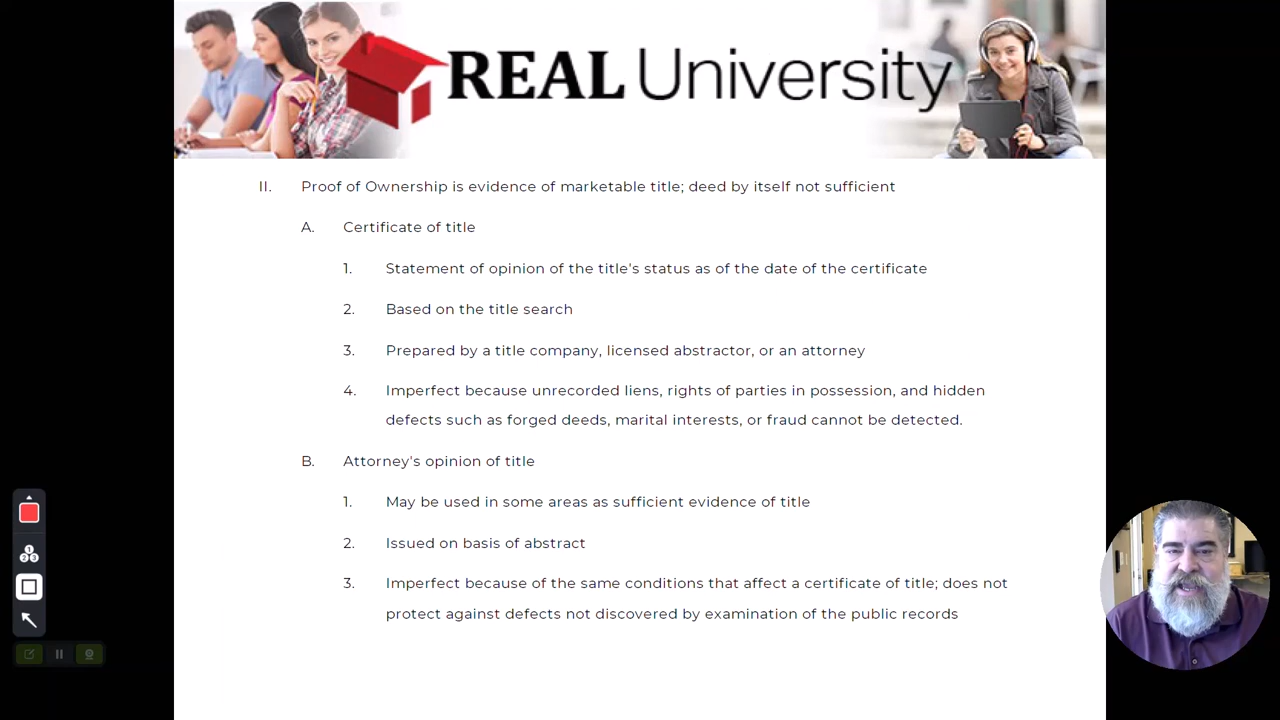 REAL University
II. Proof of Ownership is evidence of marketable title; deed by itself not sufficient
A. Certificate of title
1. Statement of opinion of the title's status as of the date of the certificate
2. Based on the title search
3. Prepared by a title company, licensed abstractor, or an attorney
4. Imperfect because unrecorded liens, rights of parties in possession, and hidden
defects such as forged deeds, marital interests, or fraud cannot be detected.
B. Attorney's opinion of title
1. May be used in some areas as sufficient evidence of title
2. Issued on basis of abstract
3. Imperfect because of the same conditions that affect a certificate of title; does not
protect against defects not discovered by examination of the public records